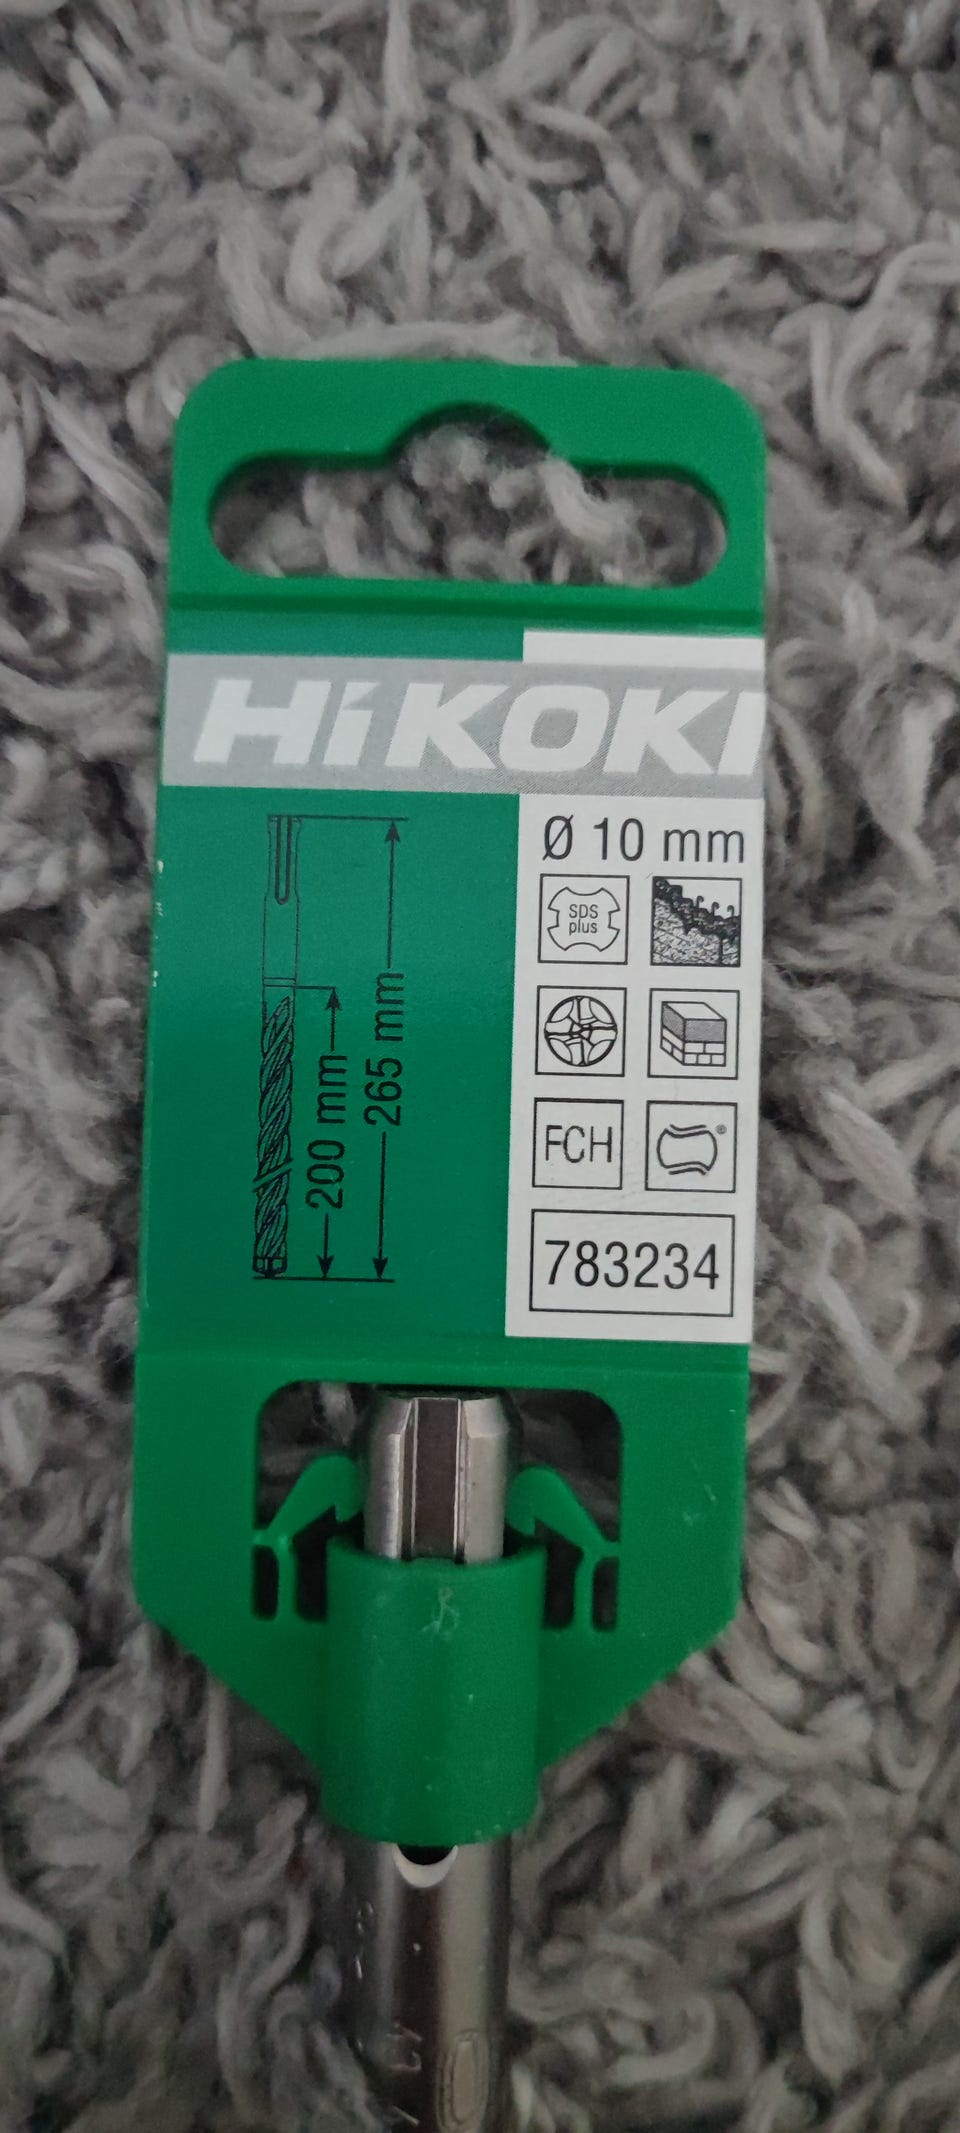 HiKOKI
Ø 10 mm
SDS
plus
200 mm
265 mm
FCH
®
783234